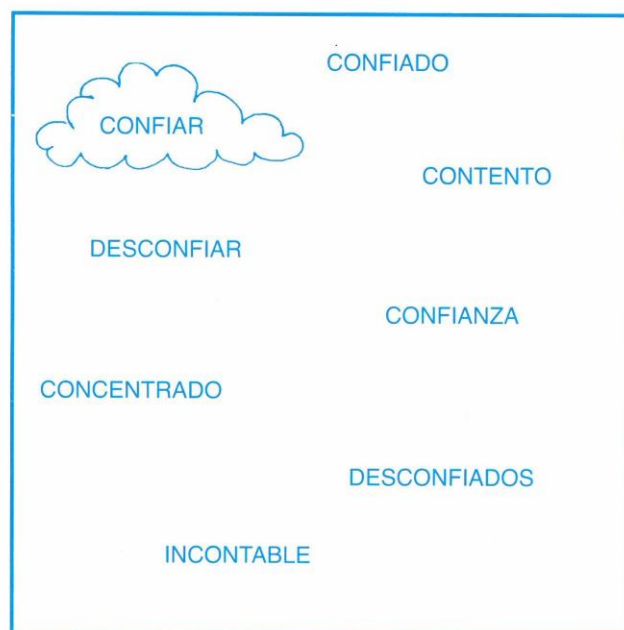 CONFIADO
CONFIAR
CONTENTO
DESCONFIAR
CONFIANZA
CONCENTRADO
DESCONFIADOS
INCONTABLE